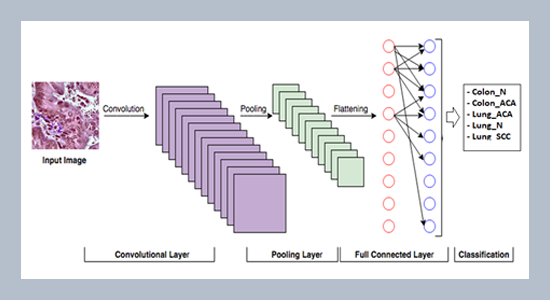 Convolution
Pooling
Flattening
Input Image
- Colon_N
- Colon_ACA
- Lung_ACA
- Lung_N
- Lung_SCC
Convolutional Layer
Pooling Layer
Full Connected Layer
Classification